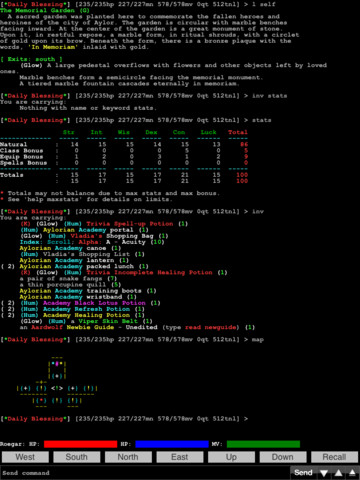 [*Daily Blessing*] [235/235hp 227/227mn 578/578mv 0qt 512tnl] > l self
The Memorial Garden (G)
A sacred garden was planted here to commemorate the fallen heroes and
heroines of the city of Aylor. The garden is circular with marble benches
facing inward. At the center of the garden is a great monument of stone.
Upon it, in restful repose, a marble form, in ritual shrouds, with a circlet
of gold upon its brow. Beneath the form, there is a bronze plaque with the
words, 'In Memoriam' inlaid with gold.
[ Exits: south ]
(Glow) A large pedestal overflows with flowers and other objects left by loved
ones.
Marble benches form a semicircle facing the memorial monument.
A tiered marble fountain cascades eternally in memoriam.
[*Daily Blessing*] [235/235hp 227/227mn 578/578mv 0qt 512tnl] > inv stats
You are carrying:
Nothing with name or keyword stats.
[*Daily Blessing*] [235/235hp 227/227mn 578/578mv 0qt 512tnl] > stats
Str Int Wis Dex Con Luck Total
------------- ----- ----- ----- ----- ----- ----- -----
Natural : 14 15 15 14 15 13 86
Class Bonus : 0 0 0 0 5 0 5
Equip Bonus : 1 2 0 0 3 1 2 9
Spells Bonus : 0 0 0 0 0 0 0
------------- ----- ----- ----- ----- ----- ----- -----
Totals : 15 17 15 17 21 15 100
15 17 15 17 21 15 100
* Totals may not balance due to max stats and max bonus.
* See 'help maxstats' for details on limits.
[*Daily Blessing*] [235/235hp 227/227mn 578/578mv 0qt 512tnl] > inv
You are carrying:
(K) (Glow) (Hum) Trivia Spell-up Potion (1)
(Hum) Aylorian Academy portal (1)
(Glow) (Hum) Vladia's Shopping Bag (1)
Index: Scroll; Alpha: A - Acuity (10)
Aylorian Academy canoe (1)
(Hum) Vladia's Shopping List (1)
Aylorian Academy lantern (1)
( 2) Aylorian Academy packed lunch (1)
(K) (Glow) (Hum) Trivia Incomplete Healing Potion (1)
a pair of snake fangs (7)
a thin porcupine quill (5)
Aylorian Academy training boots (1)
Aylorian Academy wristband (1)
( 2) (Hum) Academy Black Lotus Potion (1)
( 2) (Hum) Academy Refresh Potion (1)
( 2) (Hum) Academy Healing Potion (1)
(Glow) (Hum) a Viper Skin Belt (1)
an Aardwolf Newbie Guide - Unedited (type read newguide) (1)
[*Daily Blessing*] [235/235hp 227/227mn 578/578mv 0qt 512tnl] > map
[*Daily Blessing*] [235/235hp 227/227mn 578/578mv 0qt 512tnl] >
Roegar: HP: HP: MV:
West South North East Up Down Recall
Send command Send